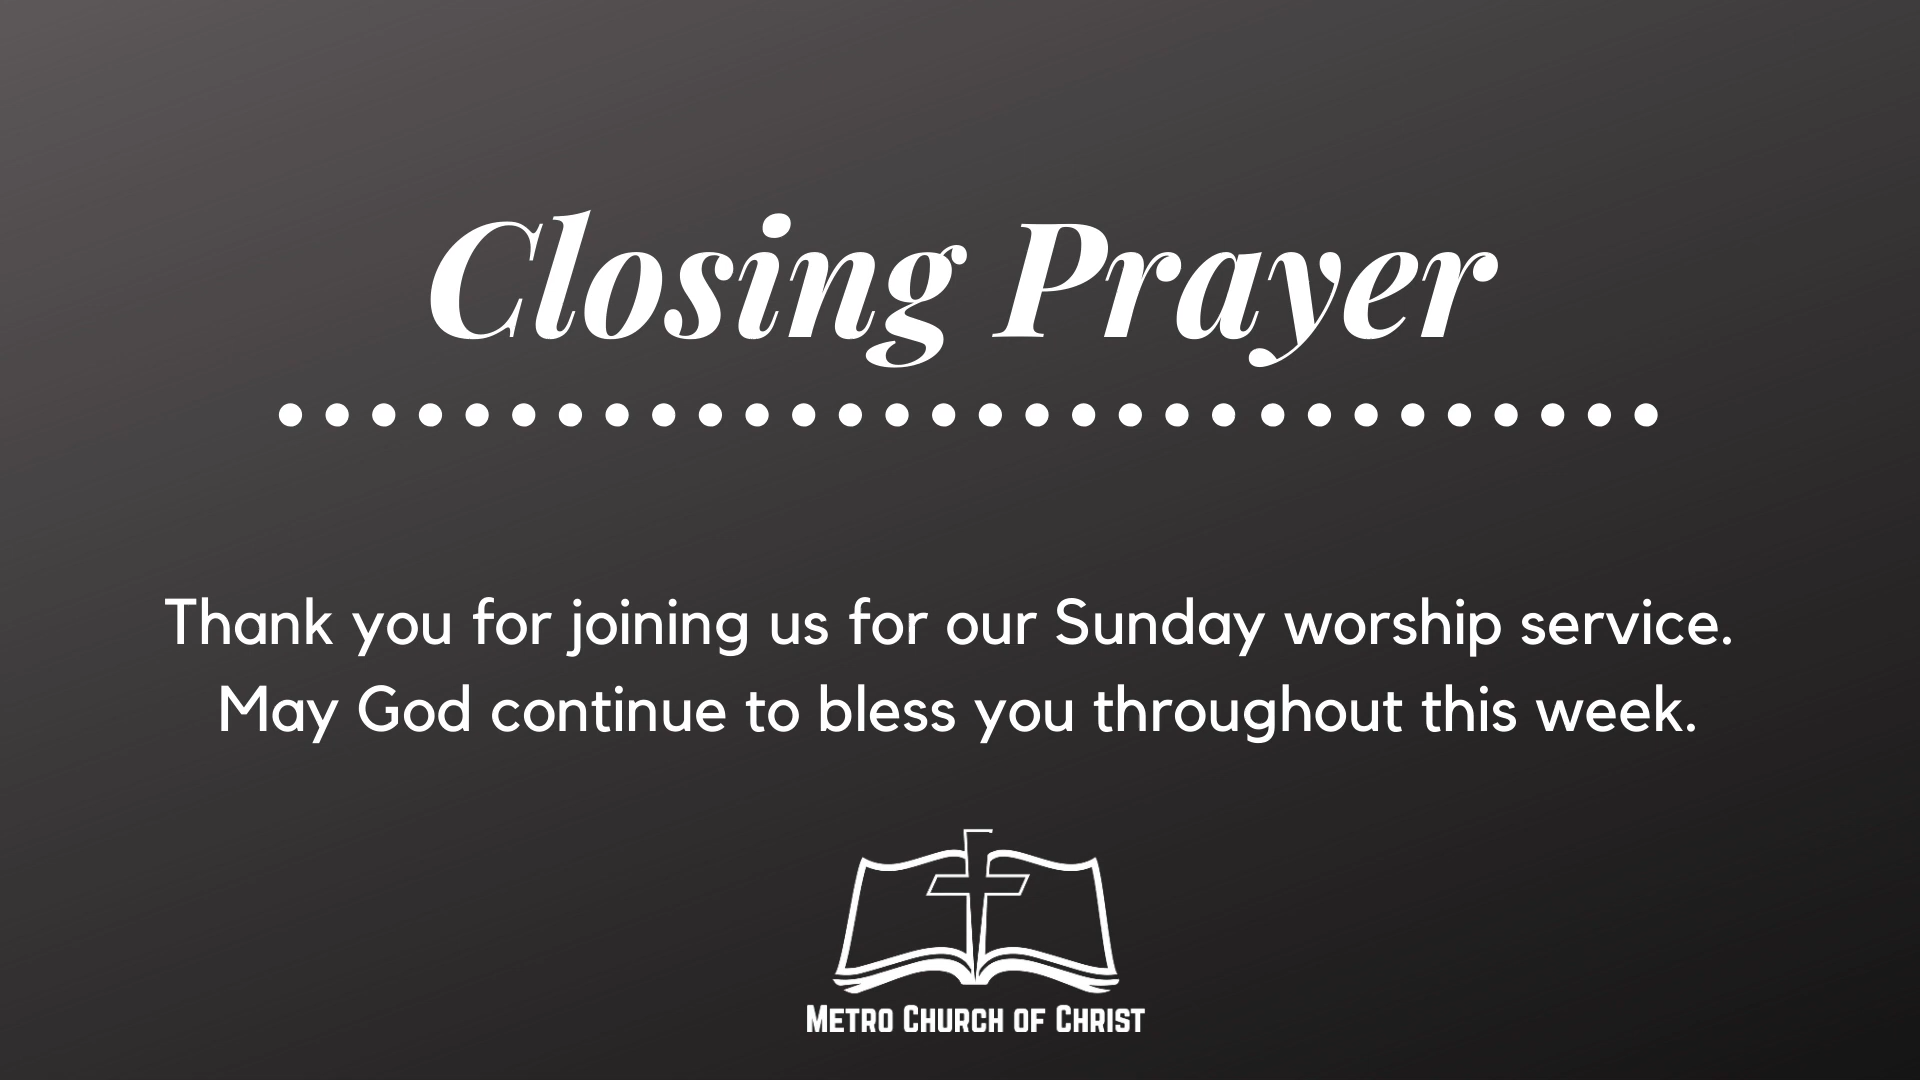 Closing Prayer
Thank you for joining us for our Sunday worship service.
May God continue to bless you throughout this week.
Metro Church of Christ